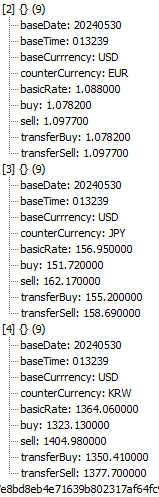 [2] {} (9)
baseDate: 20240530
baseTime: 013239
baseCurrrency: USD
counterCurrency: EUR
basicRate: 1.088000
buy: 1.078200
sell: 1.097700
transferBuy: 1.078200
transferSell: 1.097700
[3] {} (9)
baseDate: 20240530
baseTime: 013239
baseCurrrency: USD
counterCurrency: JPY
basicRate: 156.950000
buy: 151.720000
sell: 162.170000
transferBuy: 155.200000
transferSell: 158.690000
[4] {} (9)
baseDate: 20240530
baseTime: 013239
baseCurrrency: USD
counterCurrency: KRW
basicRate: 1364.060000
buy: 1323.130000
sell: 1404.980000
transferBuy: 1350.410000
transferSell: 1377.700000